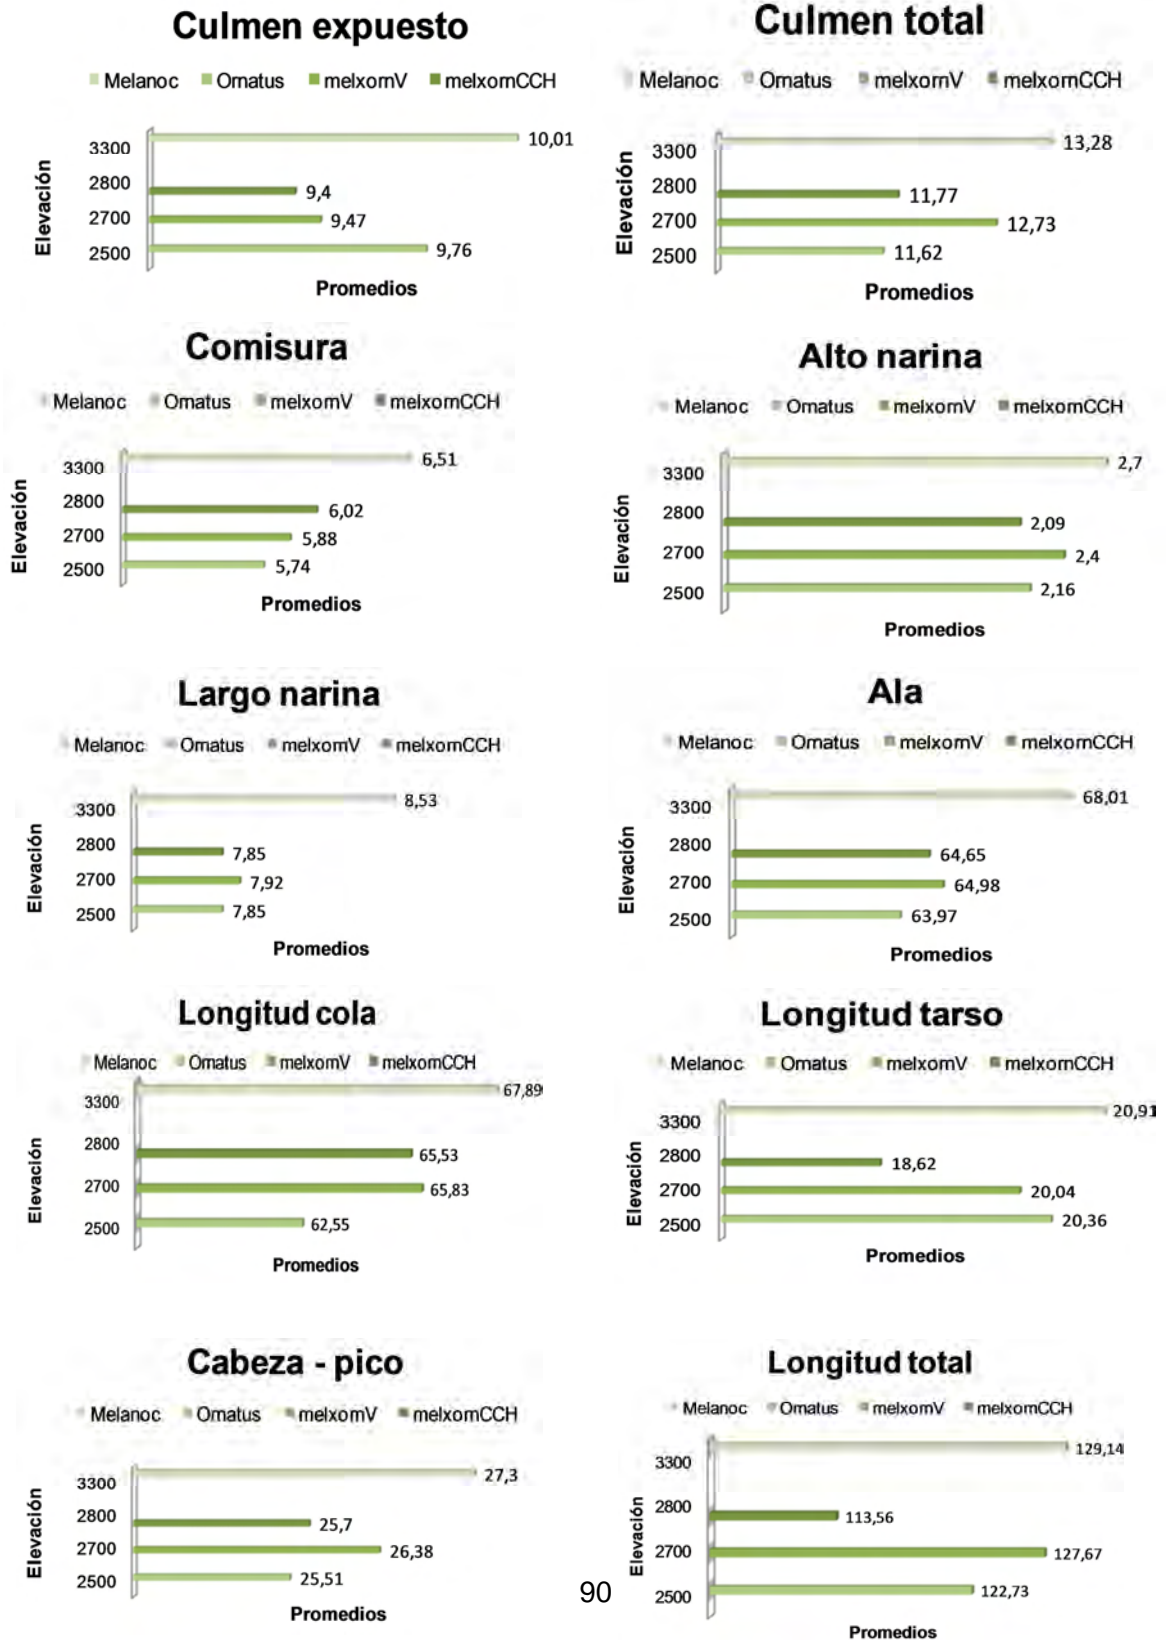 Culmen expuesto
Melanoc Ornatus melxornV melxornCCH
Elevación
3300
2800
2700
2500
10,01
9,4
9,47
9,76
Promedios
Culmen total
Melanoc Ornatus melxornV melxornCCH
Elevación
3300
2800
2700
2500
13,28
11,77
12,73
11,62
Promedios
Comisura
Melanoc Ornatus melxornV melxornCCH
Elevación
3300
2800
2700
2500
6,51
6,02
5,88
5,74
Promedios
Alto narina
Melanoc Ornatus melxornV melxornCCH
Elevación
3300
2800
2700
2500
2,7
2,09
2,4
2,16
Promedios
Largo narina
Melanoc Ornatus melxornV melxornCCH
Elevación
3300
2800
2700
2500
8,53
7,85
7,92
7,85
Promedios
Ala
Melanoc Ornatus melxornV melxornCCH
Elevación
3300
2800
2700
2500
68,01
64,65
64,98
63,97
Promedios
Longitud cola
Melanoc Ornatus melxornV melxornCCH
Elevación
3300
2800
2700
2500
67,89
65,53
65,83
62,55
Promedios
Longitud tarso
Melanoc Ornatus melxornV melxornCCH
Elevación
3300
2800
2700
2500
20,91
18,62
20,04
20,36
Promedios
Cabeza - pico
Melanoc Ornatus melxornV melxornCCH
Elevación
3300
2800
2700
2500
27,3
25,7
26,38
25,51
Promedios
Longitud total
Melanoc Ornatus melxornV melxornCCH
Elevación
3300
2800
2700
2500
129,14
113,56
127,67
122,73
Promedios
90